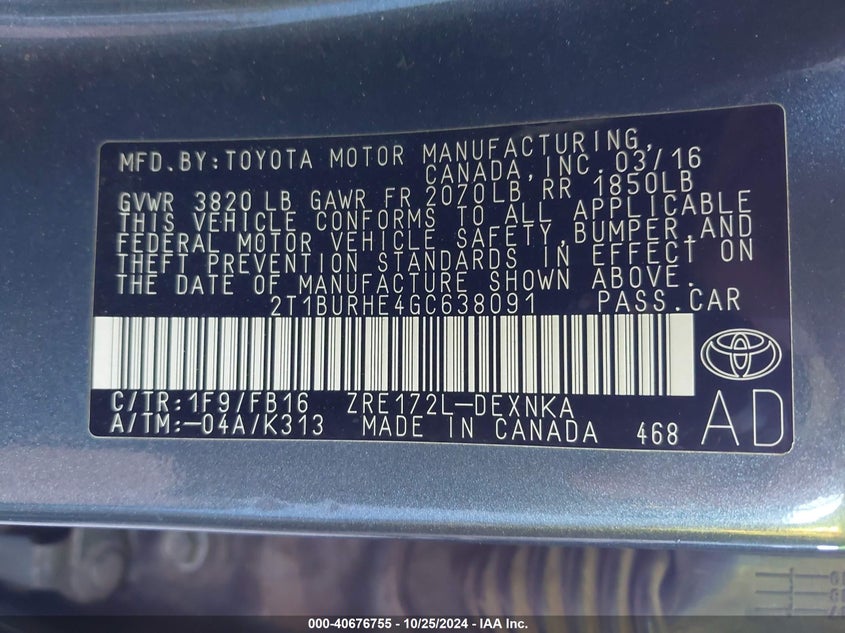 MFD.BY:TOYOTA MOTOR MANUFACTURING,
CANADA,INC. 03/16
GVWR 3820 LB GAWR FR 2070LB RR 1850LB
THIS VEHICLE CONFORMS TO ALL APPLICABLE
FEDERAL MOTOR VEHICLE SAFETY,BUMPER,AND
THEFT PREVENTION STANDARDS IN EFFECT ON
THE DATE OF MANUFACTURE SHOWN ABOVE.
2T1BURHE4GC638091 PASS.CAR
C/TR:1F9/FB16 ZRE172L-DEXNKA
A/TM:-04A/K313 MADE IN CANADA 468 AD
000-40676755 - 10/25/2024 - IAA Inc.